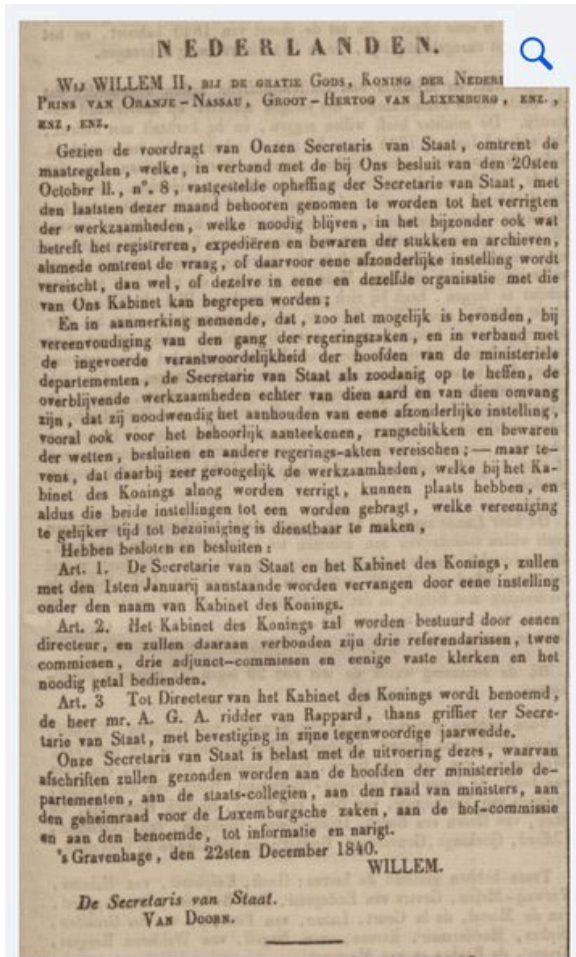 NEDERLANDEN.
WIJ WILLEM II, BIJ DE GRATIE GODS, KONING DER
PRINS VAN ORANJE-NASSAU, GROOT-HERTOG VAN LUXEMBURG, ENZ.,
ENZ, ENZ.
Gezien de voordragt van Onzen Secretaris van Staat, omtrent de
maatregelen, welke, in verband met de bij Ons besluit van den 20sten
October ll., n°. 8, vastgestelde opheffing der Secretarie van Staat, met
den laatsten dezer maand behooren genomen te worden tot het verrigten
der werkzaamheden, welke noodig blijven, in het bijzonder ook wat
betreft het registreren, expediëren en bewaren der stukken en archieven,
alsmede omtrent de vraag, of daarvoor eene afzonderlijke instelling wordt
vereischt, dan wel, of dezelve in eene en dezelfde organisatie met die
van Ons Kabinet kan begrepen worden;
En in aanmerking nemende, dat, zoo het mogelijk is bevonden, bij
vereenvoudiging van den gang der regeringszaken, en in verband met
de ingevoerde verantwoordelijkheid der hoofden van de ministeriele
departementen, de Secretarie van Staat als zoodanig op te heffen, de
overblijvende werkzaamheden echter van dien aard en van dien omvang
zijn, dat zij noodwendig het aanhouden van eene afzonderlijke instelling,
vooral ook voor het behoorlijk aanteekenen, rangschikken en bewaren
der wetten, besluiten en andere regerings-akten vereischen; — maar te-
vens, dat daarbij zeer gevoegelijk de werkzaamheden, welke bij het Ka-
binet des Konings alnog worden verrigt, kunnen plaats hebben, en
aldus die beide instellingen tot een worden gebragt, welke vereeniging
te gelijker tijd tot bezuiniging is dienstbaar te maken,
Hebben besloten en besluiten:
Art. 1. De Secretarie van Staat en het Kabinet des Konings, zullen
met den 1sten Januarij aanstaande worden vervangen door eene instelling
onder den naam van Kabinet des Konings.
Art. 2. Het Kabinet des Konings zal worden bestuurd door eenen
directeur, en zullen daaraan verbonden zijn drie referendarissen, twee
commiesen, drie adjunct-commiesen en eenige vaste klerken en het
noodig getal bedienden.
Art. 3 Tot Directeur van het Kabinet des Konings wordt benoemd,
de heer mr. A. G. A. ridder van Rappard, thans griffier ter Secre-
tarie van Staat, met bevestiging in zijne tegenwoordige jaarwedde.
Onze Secretaris van Staat is belast met de uitvoering dezes, waarvan
afschriften zullen gezonden worden aan de hoofden der ministeriele de-
partementen, aan de staats-collegien, aan den raad van ministers, aan
den geheimraad voor de Luxemburgsche zaken, aan de hof-commissie
en aan den benoemde, tot informatie en narigt.
's Gravenhage, den 22sten December 1840.
WILLEM.
De Secretaris van Staat.
VAN DOORN.